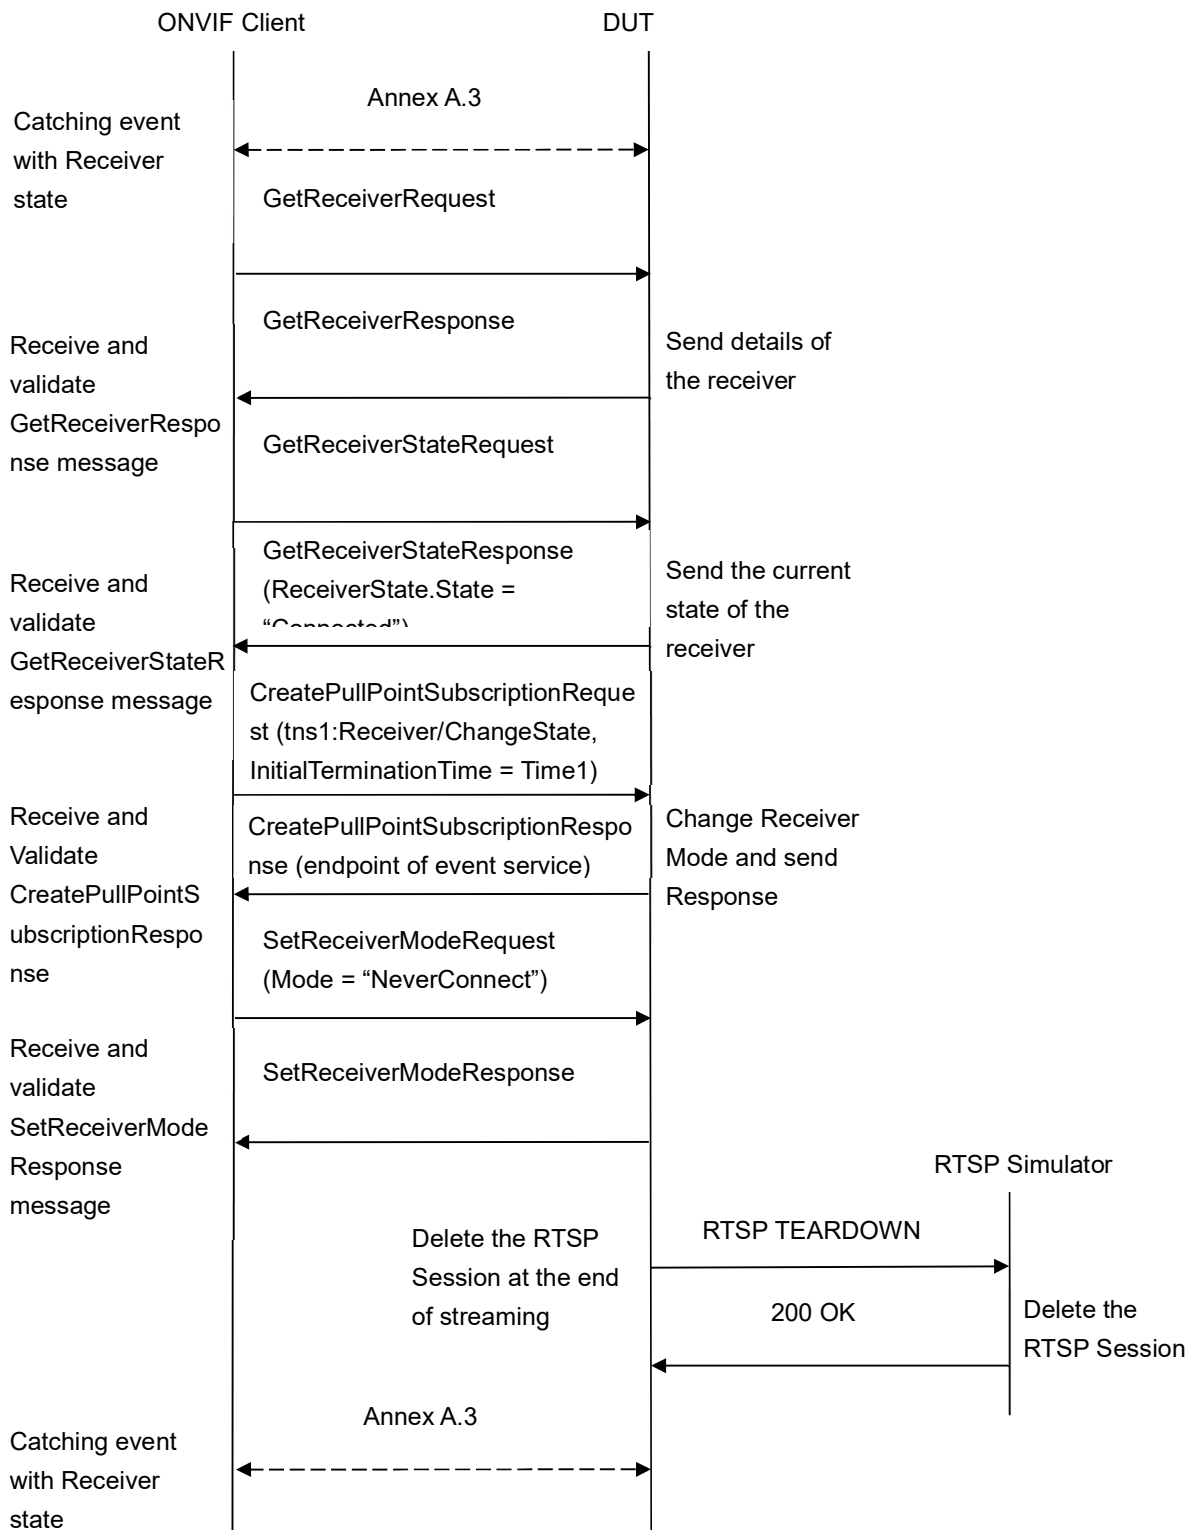 ONVIF Client
DUT
Annex A.3
Catching event
with Receiver
state
GetReceiverRequest
GetReceiverResponse
Receive and
validate
GetReceiverRespo
nse message
Send details of
the receiver
GetReceiverStateRequest
GetReceiverStateResponse
(ReceiverState.State =
“Connected”)
Receive and
validate
GetReceiverStateR
esponse message
Send the current
state of the
receiver
CreatePullPointSubscriptionReque
st (tns1:Receiver/ChangeState,
InitialTerminationTime = Time1)
CreatePullPointSubscriptionRespo
nse (endpoint of event service)
Receive and
Validate
CreatePullPointS
ubscriptionRespo
nse
Change Receiver
Mode and send
Response
SetReceiverModeRequest
(Mode = “NeverConnect”)
SetReceiverModeResponse
Receive and
validate
SetReceiverMode
Response
message
RTSP Simulator
Delete the RTSP
Session at the end
of streaming
RTSP TEARDOWN
200 OK
Delete the
RTSP Session
Annex A.3
Catching event
with Receiver
state